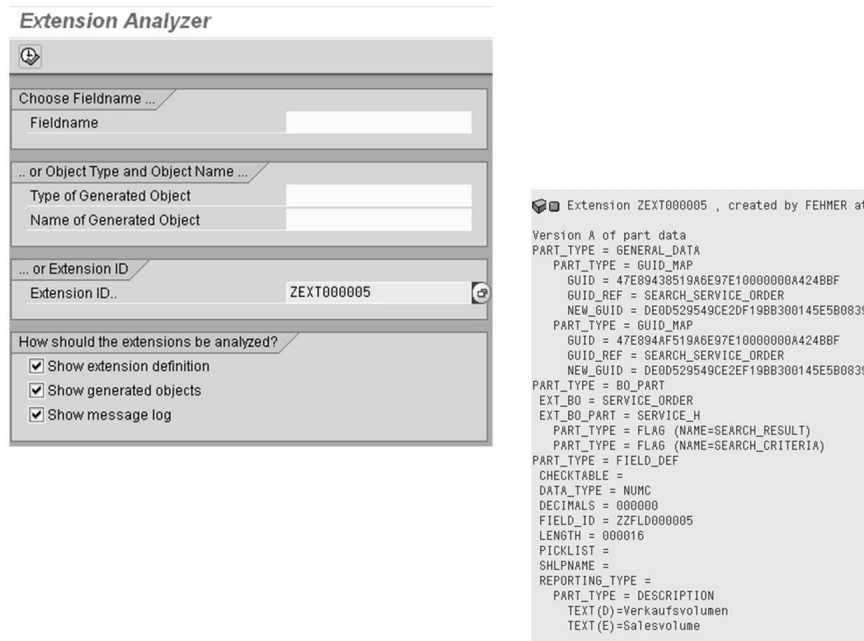 Extension Analyzer
Choose Fieldname ...
Fieldname
.. or Object Type and Object Name ...
Type of Generated Object
Name of Generated Object
... or Extension ID
Extension ID.. ZEXT000005
How should the extensions be analyzed?
Show extension definition
Show generated objects
Show message log
Extension ZEXT000005 , created by FEHMER at
Version A of part data
PART_TYPE = GENERAL_DATA
PART_TYPE = GUID_MAP
GUID = 47E89438519A6E97E10000000A424BBF
GUID_REF = SEARCH_SERVICE_ORDER
NEW_GUID = DE0D529549CE2DF19BB300145E5B0839
PART_TYPE = GUID_MAP
GUID = 47E894AF519A6E97E10000000A424BBF
GUID_REF = SEARCH_SERVICE_ORDER
NEW_GUID = DE0D529549CE2EF19BB300145E5B0839
PART_TYPE = BO_PART
EXT_BO = SERVICE_ORDER
EXT_BO_PART = SERVICE_H
PART_TYPE = FLAG (NAME=SEARCH_RESULT)
PART_TYPE = FLAG (NAME=SEARCH_CRITERIA)
PART_TYPE = FIELD_DEF
CHECKTABLE =
DATA_TYPE = NUMC
DECIMALS = 000000
FIELD_ID = ZZFLD000005
LENGTH = 000016
PICKLIST =
SHLPNAME =
REPORTING_TYPE =
PART_TYPE = DESCRIPTION
TEXT(D)=Verkaufsvolumen
TEXT(E)=Salesvolume